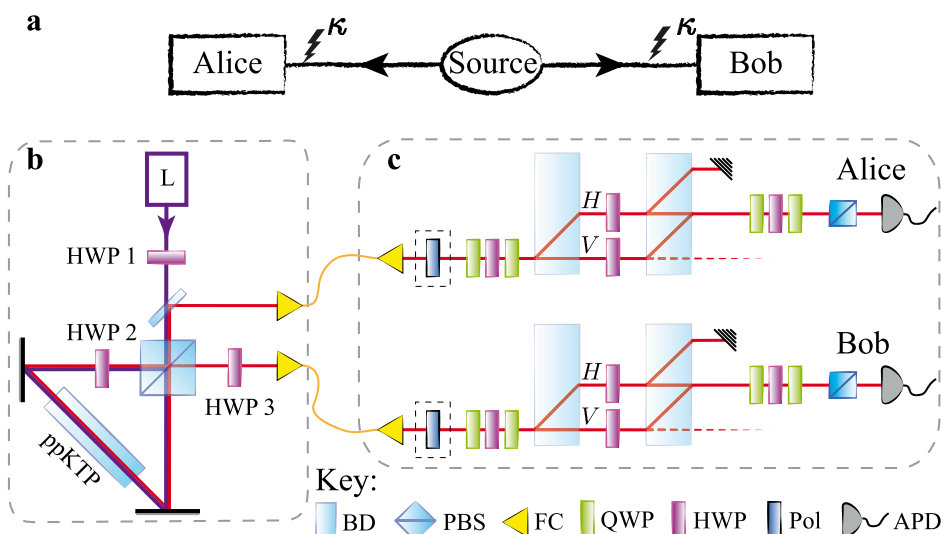 a
κ
κ
Alice
Source
Bob
b
c
L
Alice
HWP 1
H
V
HWP 2
HWP 3
Bob
H
V
ppKTP
Key:
BD
PBS
FC
QWP
HWP
Pol
APD